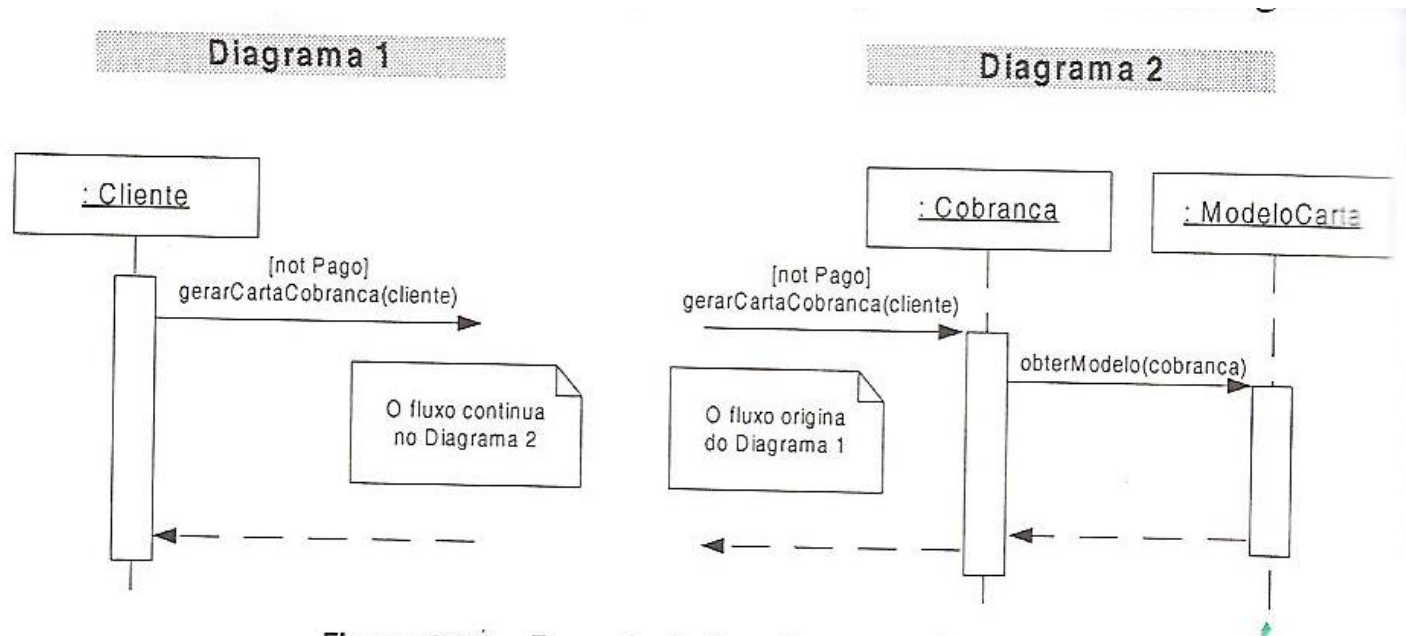 Diagrama 1
: Cliente
[not Pago]
gerarCartaCobranca(cliente)
O fluxo continua
no Diagrama 2
Diagrama 2
: Cobranca
: ModeloCarta
[not Pago]
gerarCartaCobranca(cliente)
obterModelo(cobranca)
O fluxo origina
do Diagrama 1